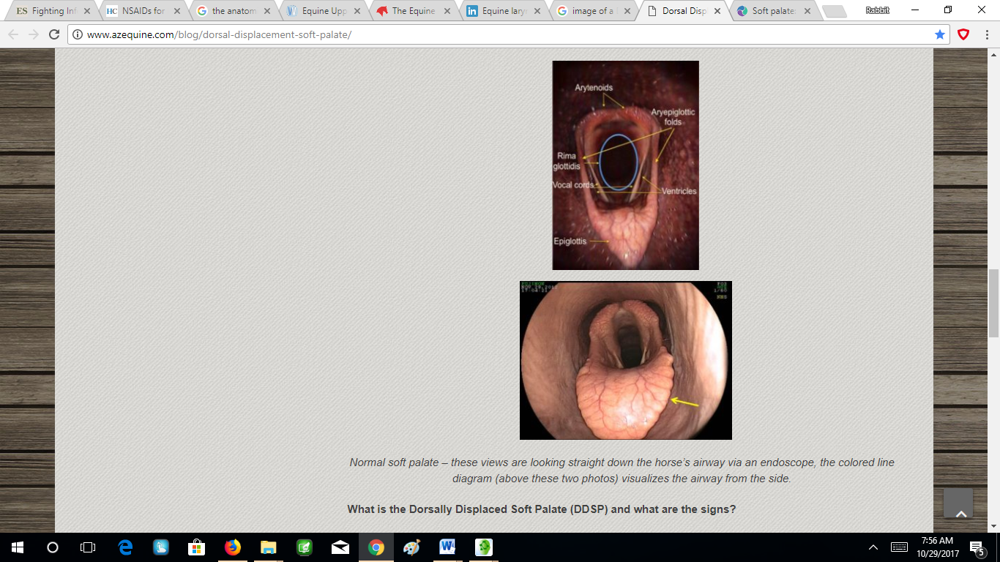 ES Fighting Inf
HC NSAIDs for
the anatom
Equine Upp
The Equine
in Equine lary
image of a
Dorsal Disp
Soft palate:
Rabbit
www.azequine.com/blog/dorsal-displacement-soft-palate/
Arytenoids
Aryepiglottic
folds
Rima
glottidis
Vocal cords
Ventricles
Epiglottis
Normal soft palate – these views are looking straight down the horse's airway via an endoscope, the colored line
diagram (above these two photos) visualizes the airway from the side.
What is the Dorsally Displaced Soft Palate (DDSP) and what are the signs?
7:56 AM
10/29/2017
5